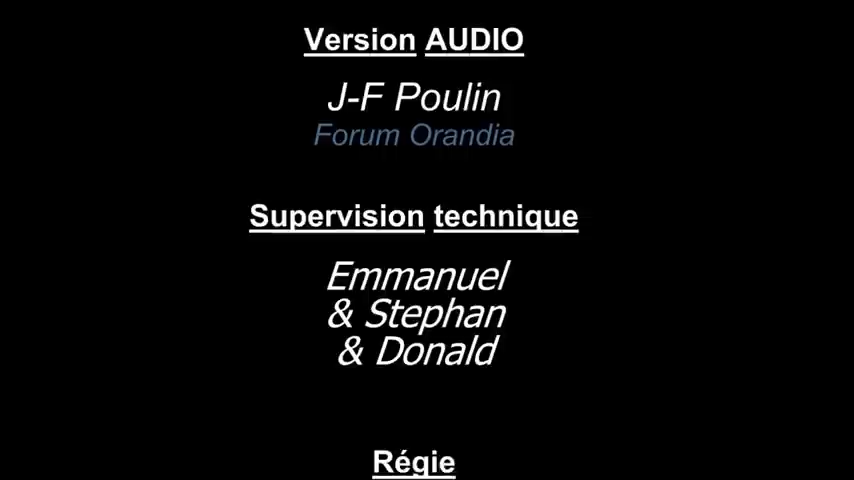 Version AUDIO
J-F Poulin
Forum Orandia
Supervision technique
Emmanuel
& Stephan
& Donald
Régie